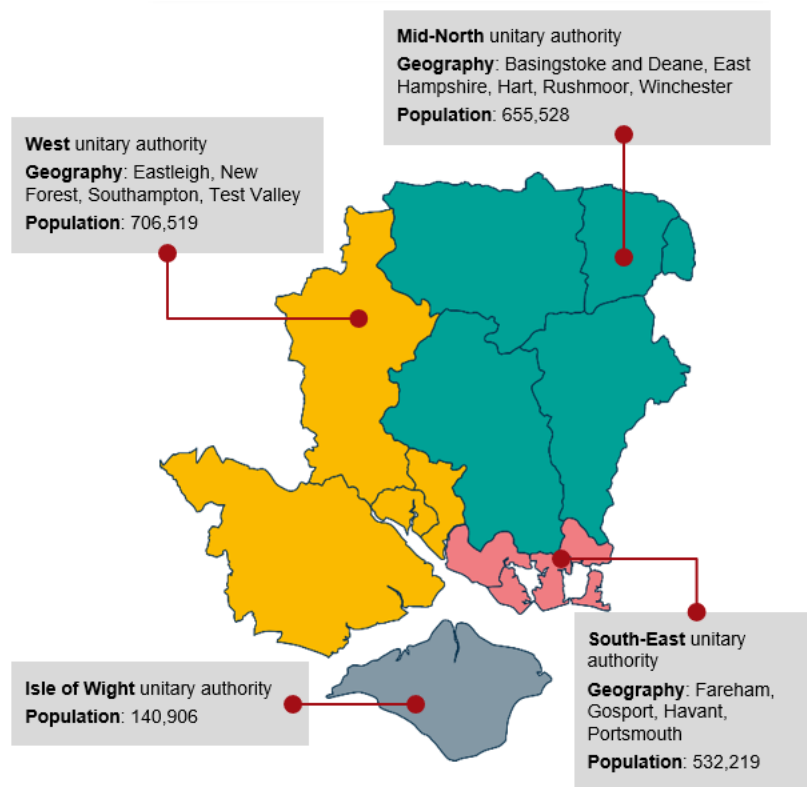 Mid-North unitary authority
Geography: Basingstoke and Deane, East
Hampshire, Hart, Rushmoor, Winchester
Population: 655,528
West unitary authority
Geography: Eastleigh, New
Forest, Southampton, Test Valley
Population: 706,519
Isle of Wight unitary authority
Population: 140,906
South-East unitary
authority
Geography: Fareham,
Gosport, Havant,
Portsmouth
Population: 532,219